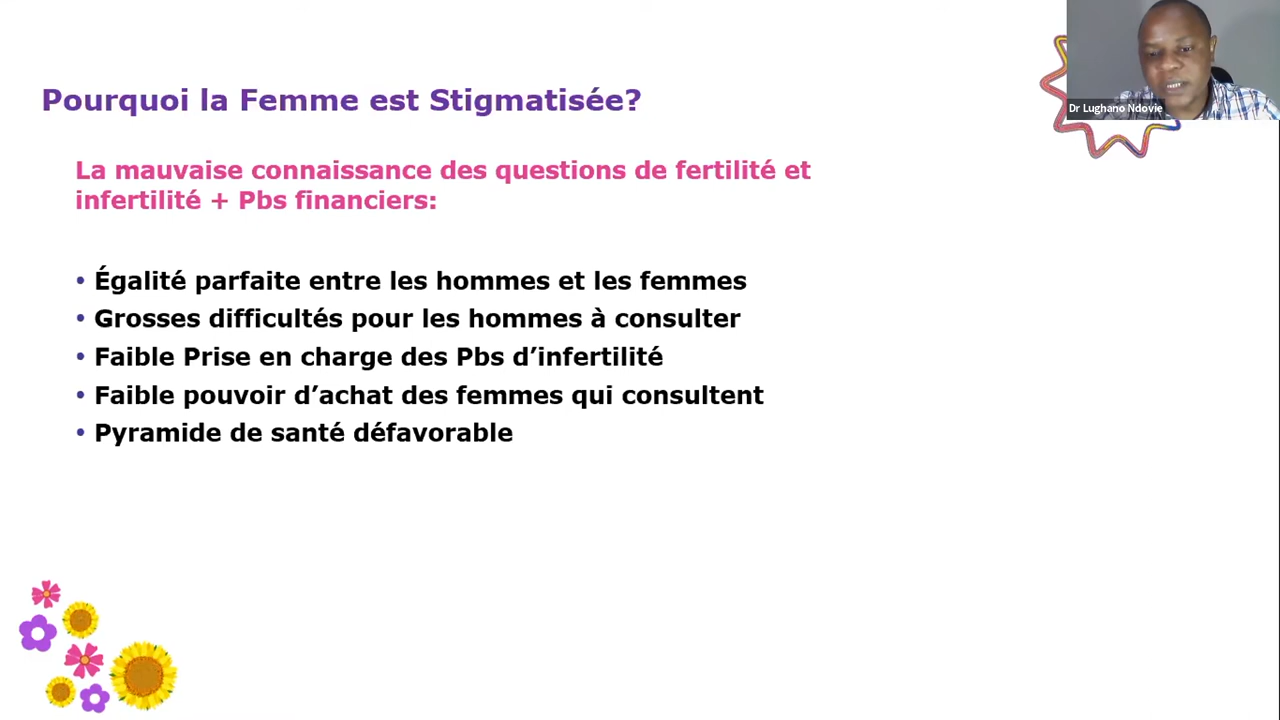 Pourquoi la Femme est Stigmatisée?
Dr Lughano Ndovie
La mauvaise connaissance des questions de fertilité et
infertilité + Pbs financiers:
• Égalité parfaite entre les hommes et les femmes
• Grosses difficultés pour les hommes à consulter
• Faible Prise en charge des Pbs d’infertilité
• Faible pouvoir d’achat des femmes qui consultent
• Pyramide de santé défavorable